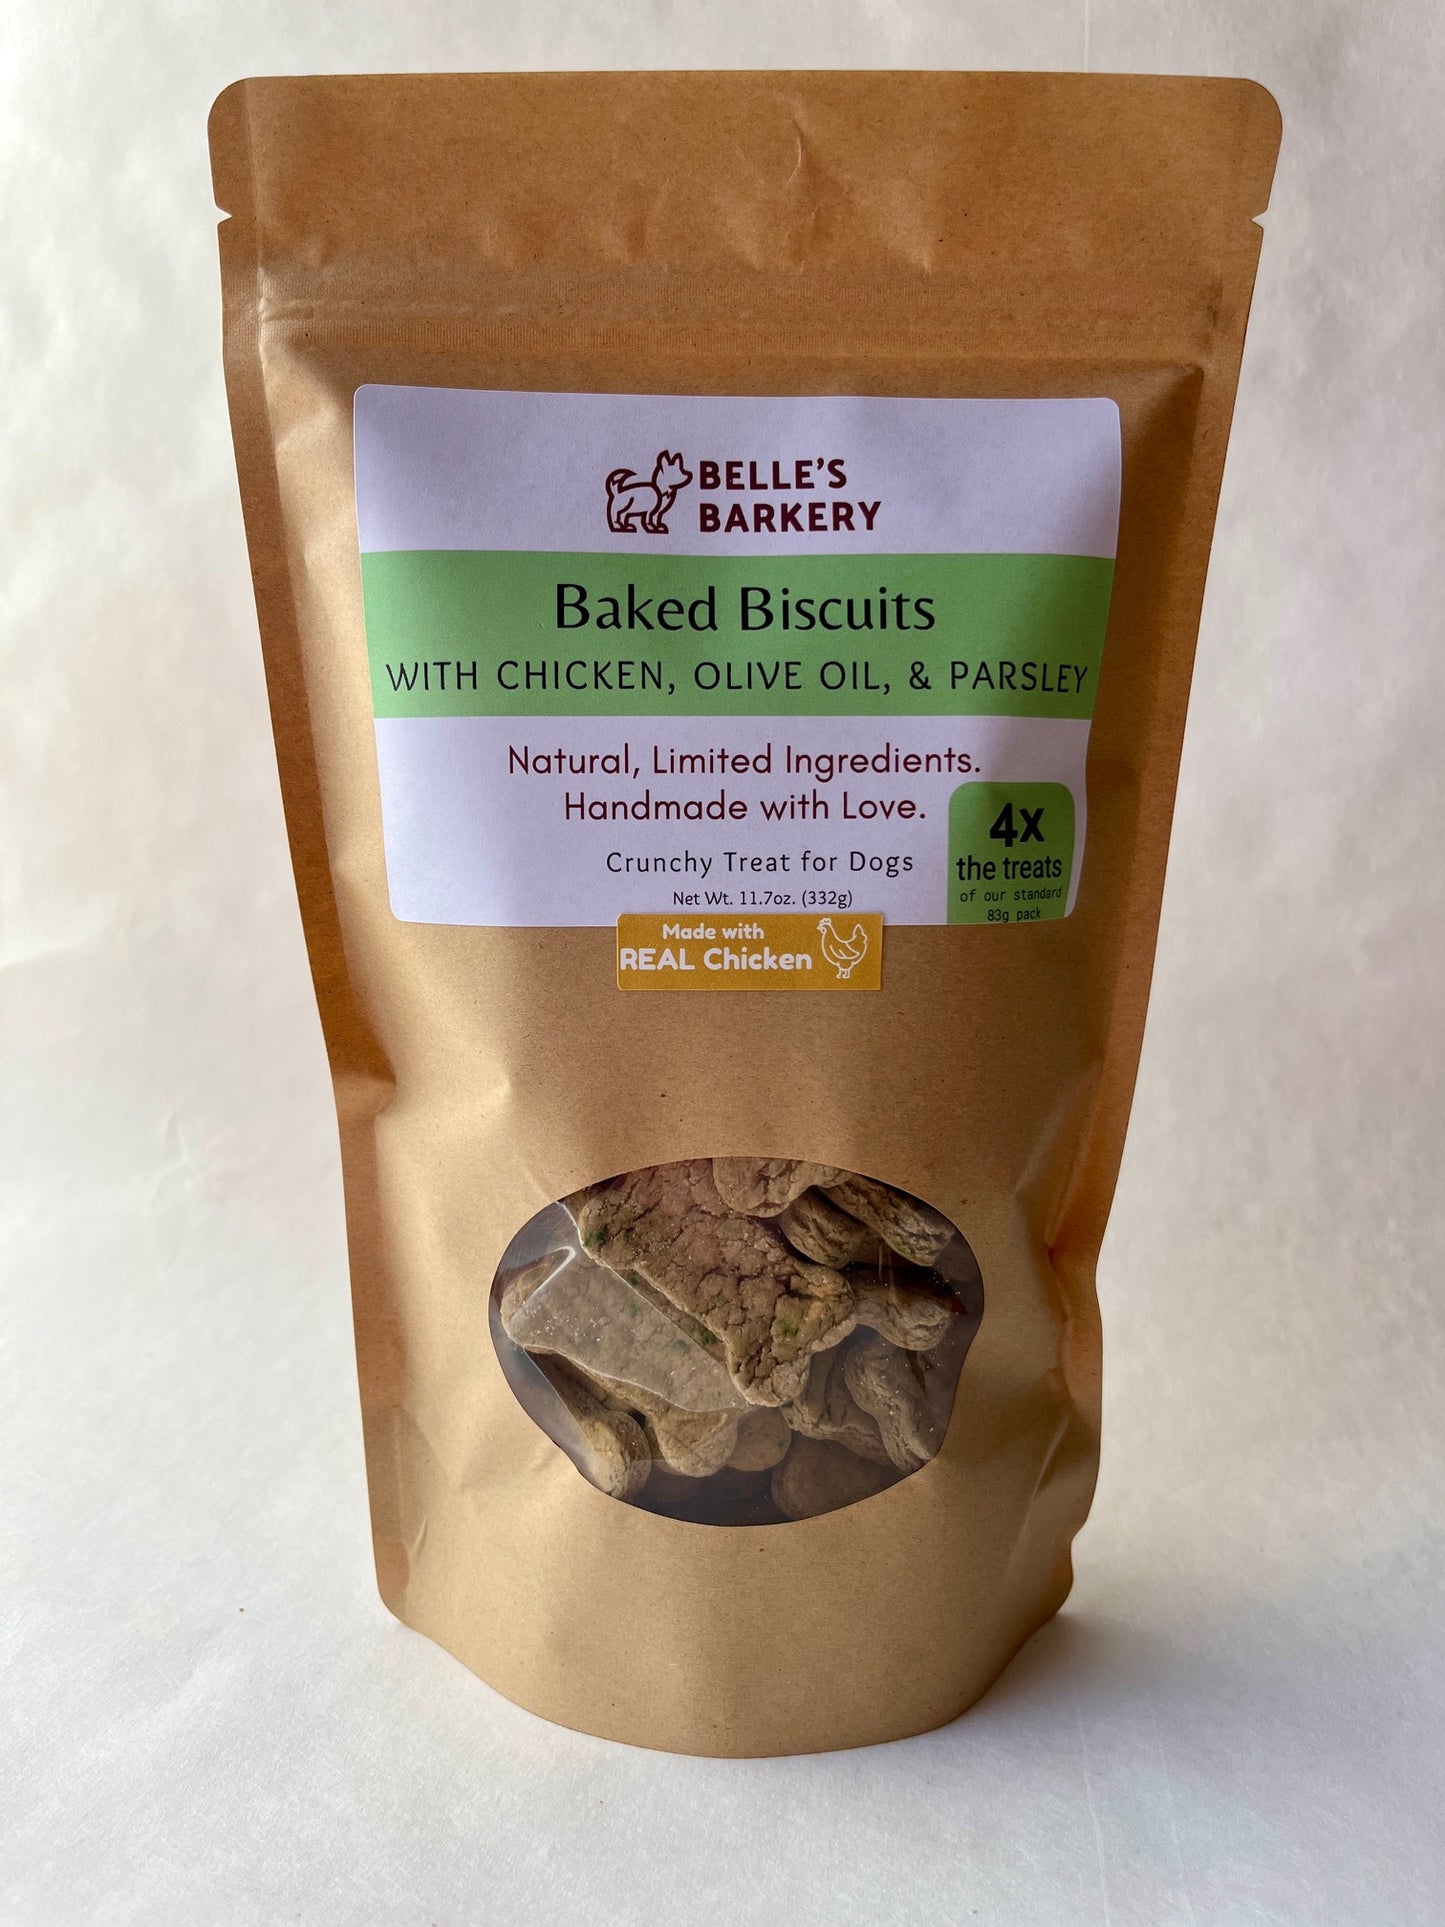 BELLE'S
BARKERY
Baked Biscuits
WITH CHICKEN, OLIVE OIL, & PARSLEY
Natural, Limited Ingredients.
Handmade with Love.
Crunchy Treat for Dogs
Net Wt. 11.7oz. (332g)
4x
the treats
of our standard
83g pack
Made with
REAL Chicken